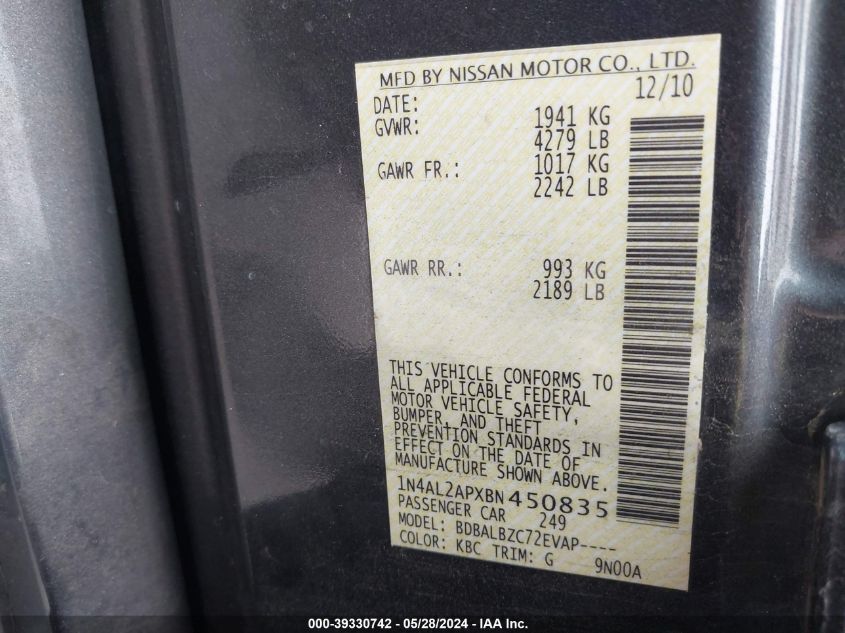 MFD BY NISSAN MOTOR CO., LTD.
DATE: 12/10
GVWR: 1941 KG
4279 LB
GAWR FR.: 1017 KG
2242 LB
GAWR RR.: 993 KG
2189 LB
THIS VEHICLE CONFORMS TO
ALL APPLICABLE FEDERAL
MOTOR VEHICLE SAFETY,
BUMPER, AND THEFT
PREVENTION STANDARDS IN
EFFECT ON THE DATE OF
MANUFACTURE SHOWN ABOVE.
1N4AL2APXBN450835
PASSENGER CAR 249
MODEL: BDBALBZC72EVAP----
COLOR: KBC TRIM: G 9N00A
000-39330742 - 05/28/2024 - IAA Inc.